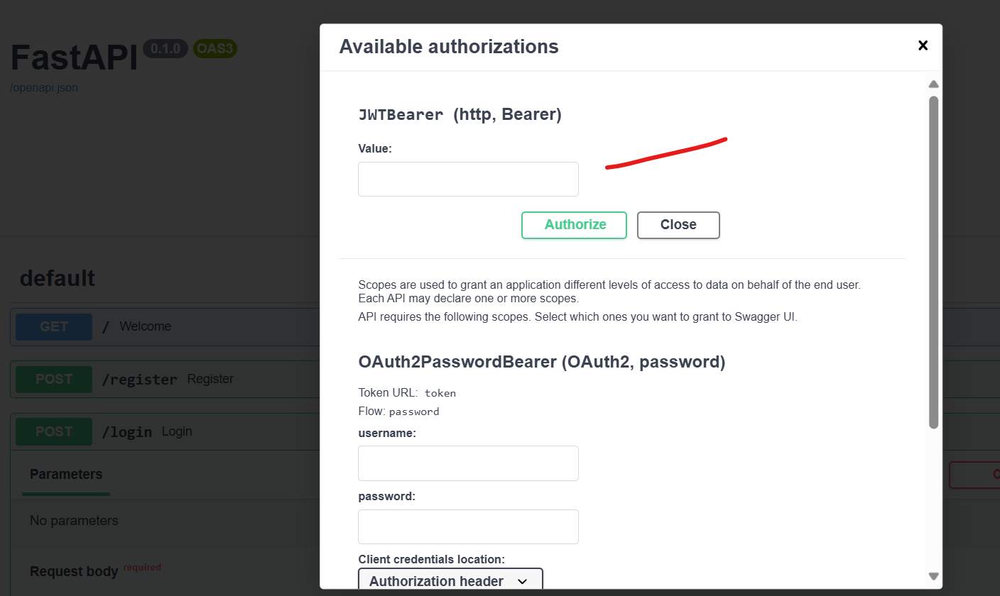 FastAPI 0.1.0 OAS3
/openapi.json
default
GET / Welcome
POST /register Register
POST /login Login
Parameters
No parameters
Request body required
Available authorizations
JWTBearer (http, Bearer)
Value:
Authorize Close
Scopes are used to grant an application different levels of access to data on behalf of the end user.
Each API may declare one or more scopes.
API requires the following scopes. Select which ones you want to grant to Swagger UI.
OAuth2PasswordBearer (OAuth2, password)
Token URL: token
Flow: password
username:
password:
Client credentials location:
Authorization header